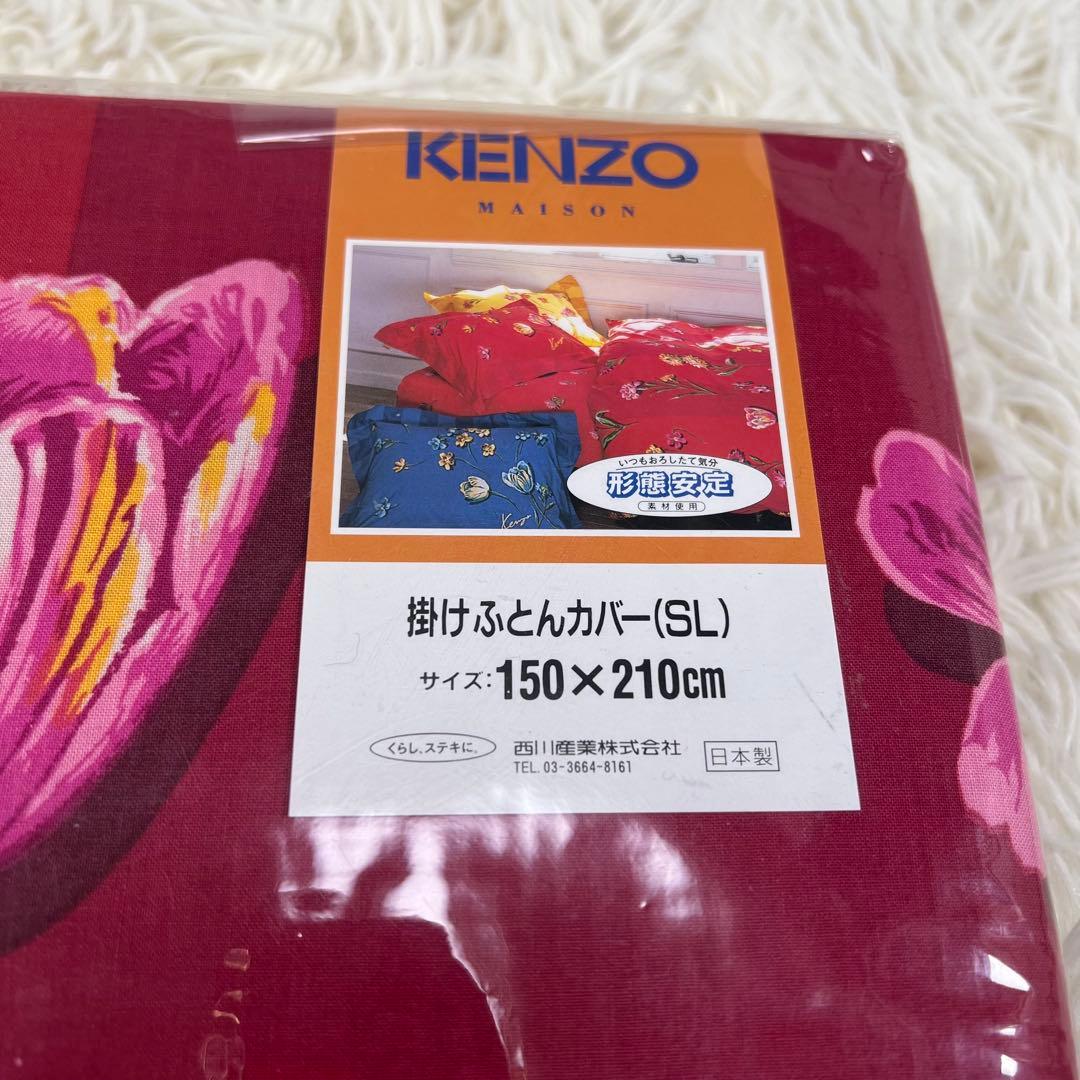 KENZO
MAISON
Kenzo
いつもおろしたて気分
形態安定
素材使用
Kenzo
掛けふとんカバー(SL)
サイズ:150×210cm
くらし、ステキに。
西川産業株式会社
TEL. 03-3664-8161
日本製